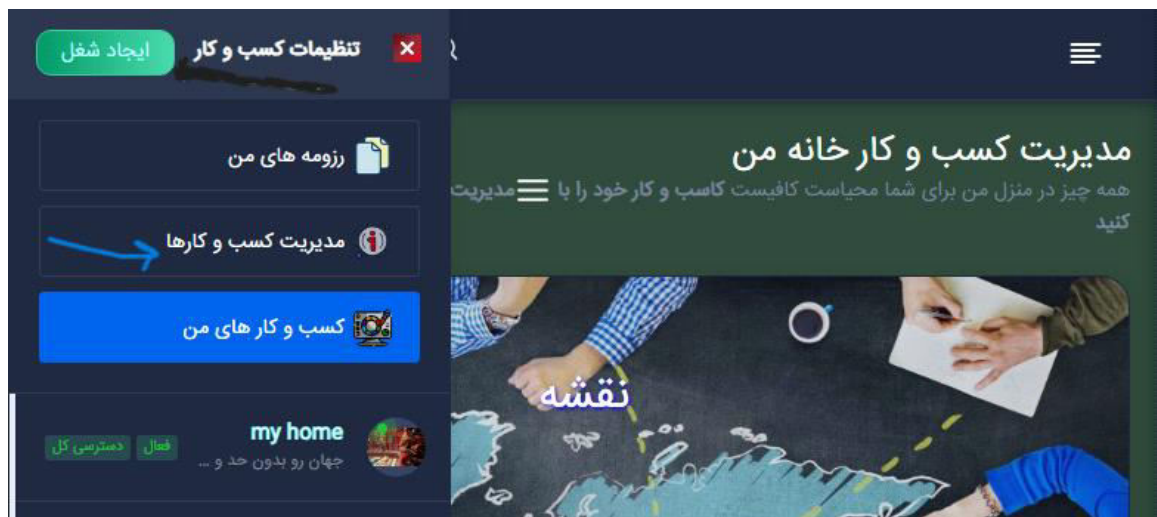 تنظیمات کسب و کار
ایجاد شغل
رزومه های من
مدیریت کسب و کارها
کسب و کار های من
my home
جهان رو بدون حد و ...
فعال
دسترسی کل
مدیریت کسب و کار خانه من
همه چیز در منزل من برای شما محیاست کافیست کاسب و کار خود را با مدیریت
کنید
نقشه